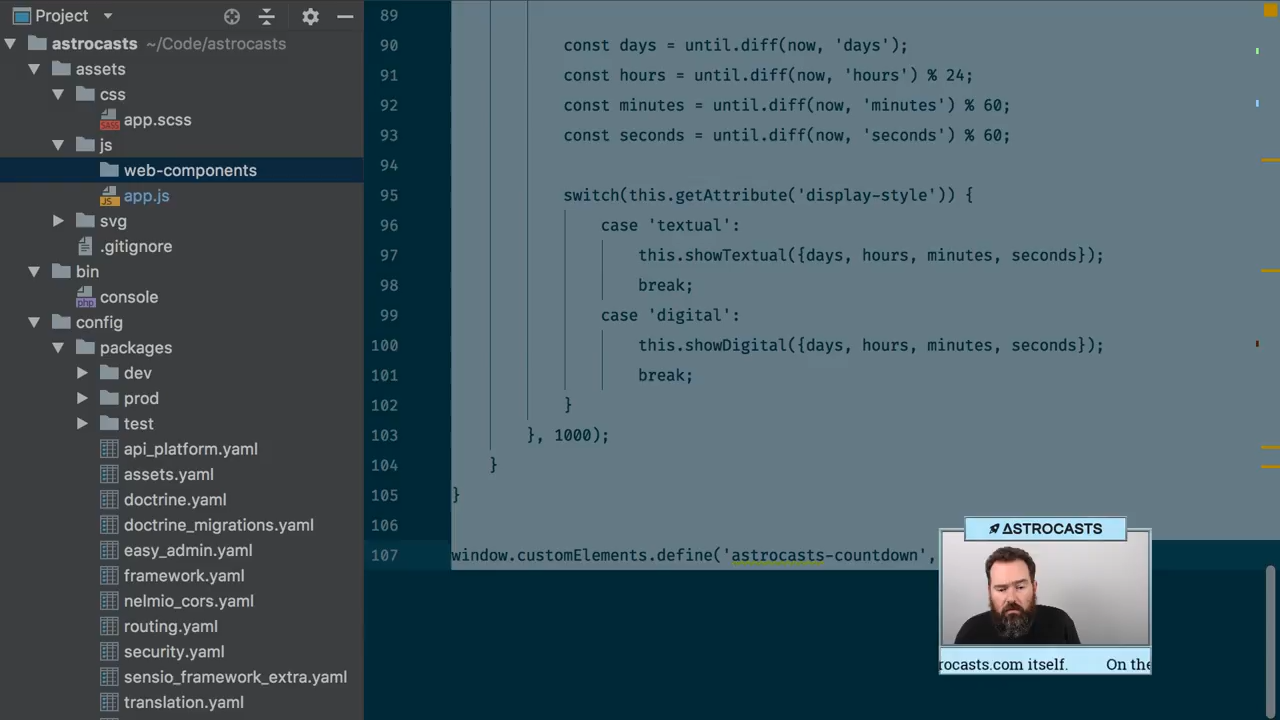 Project
astrocasts ~/Code/astrocasts
assets
css
app.scss
js
web-components
app.js
svg
.gitignore
bin
console
config
packages
dev
prod
test
api_platform.yaml
assets.yaml
doctrine.yaml
doctrine_migrations.yaml
easy_admin.yaml
framework.yaml
nelmio_cors.yaml
routing.yaml
security.yaml
sensio_framework_extra.yaml
translation.yaml
89
90 const days = until.diff(now, 'days');
91 const hours = until.diff(now, 'hours') % 24;
92 const minutes = until.diff(now, 'minutes') % 60;
93 const seconds = until.diff(now, 'seconds') % 60;
94
95 switch(this.getAttribute('display-style')) {
96 case 'textual':
97 this.showTextual({days, hours, minutes, seconds});
98 break;
99 case 'digital':
100 this.showDigital({days, hours, minutes, seconds});
101 break;
102 }
103 }, 1000);
104 }
105 }
106
107 window.customElements.define('astrocasts-countdown',
ΔSTROCASTS
rocasts.com itself. On the